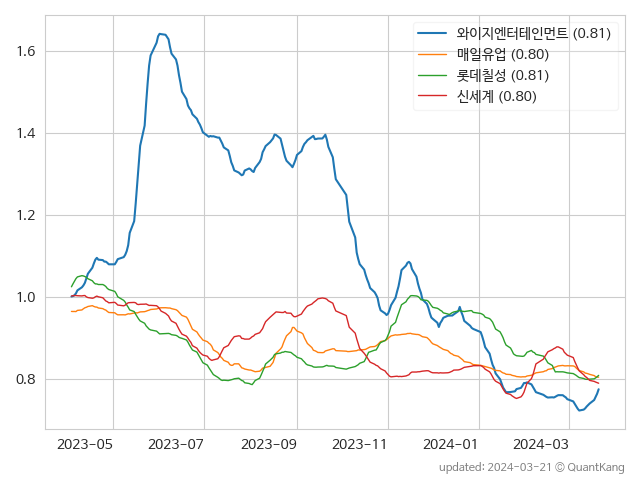 와이지엔터테인먼트 (0.81)
매일유업 (0.80)
롯데칠성 (0.81)
신세계 (0.80)
1.6
1.4
1.2
1.0
0.8
2023-05 2023-07 2023-09 2023-11 2024-01 2024-03
updated: 2024-03-21 © QuantKang